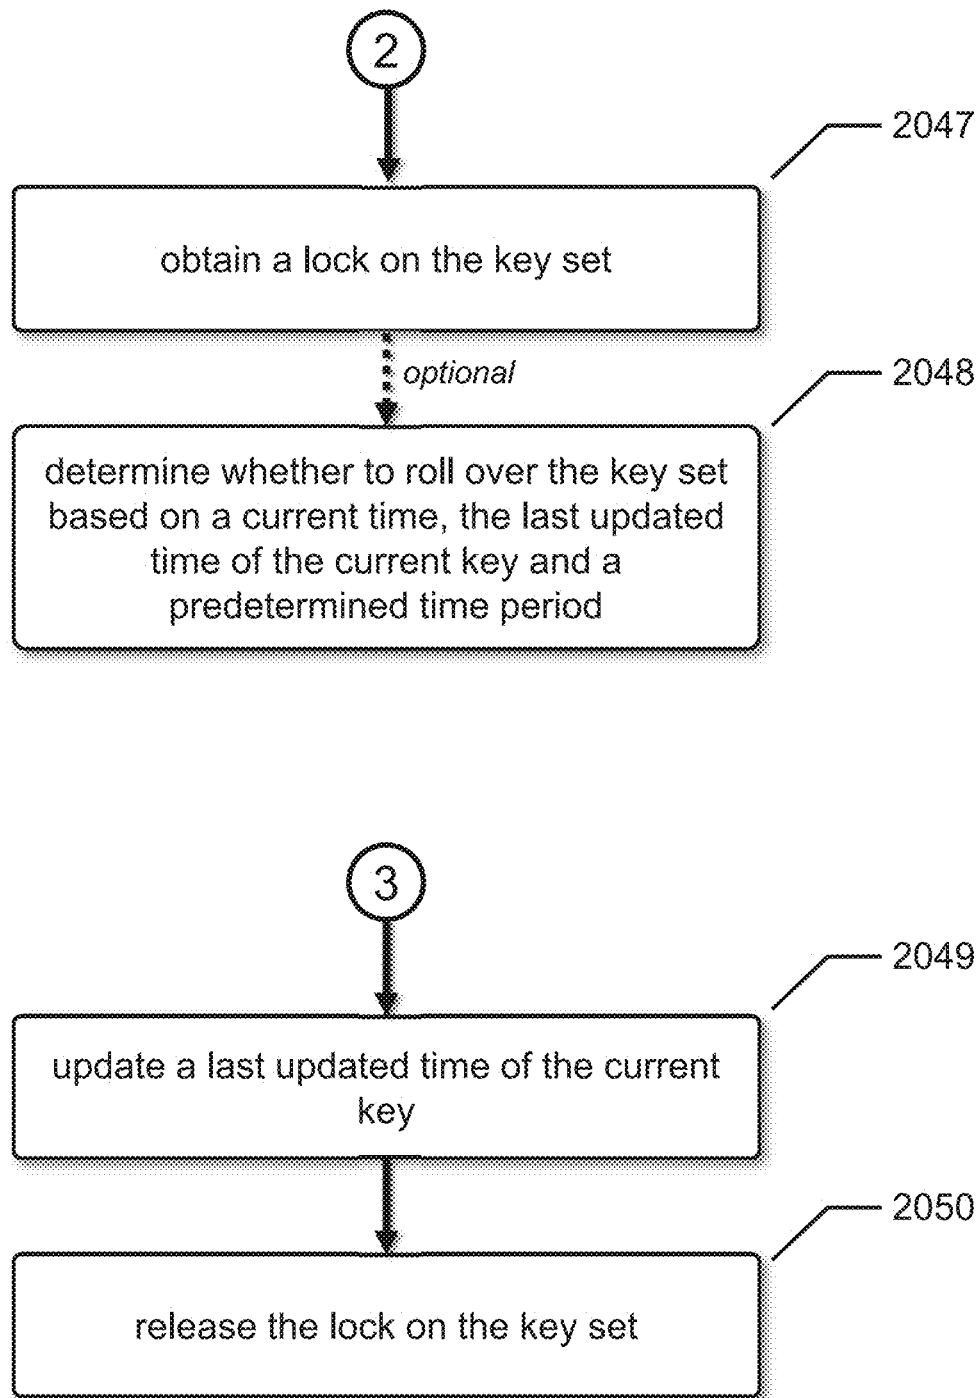 2
2047
obtain a lock on the key set
optional
2048
determine whether to roll over the key set
based on a current time, the last updated
time of the current key and a
predetermined time period
3
2049
update a last updated time of the current
key
2050
release the lock on the key set